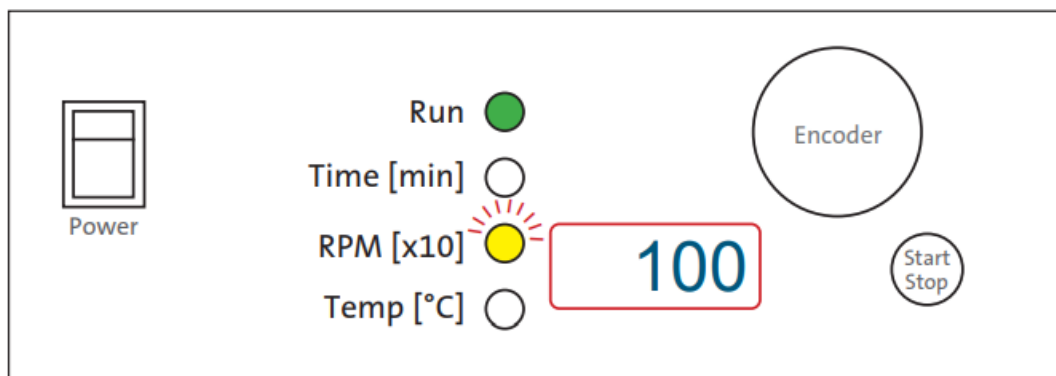 Run
Encoder
Time [min]
Power
RPM [x10]
100
Start
Stop
Temp [°C]